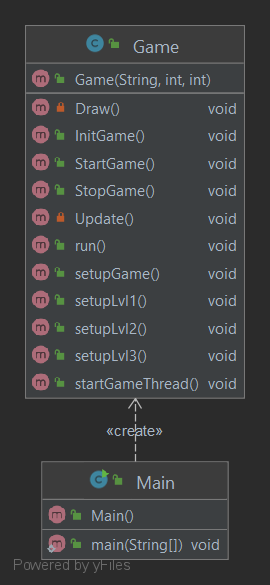 Game
Game(String, int, int)
Draw() void
InitGame() void
StartGame() void
StopGame() void
Update() void
run() void
setupGame() void
setupLvl1() void
setupLvl2() void
setupLvl3() void
startGameThread() void
«create»
Main
Main()
main(String[]) void
Powered by yFiles